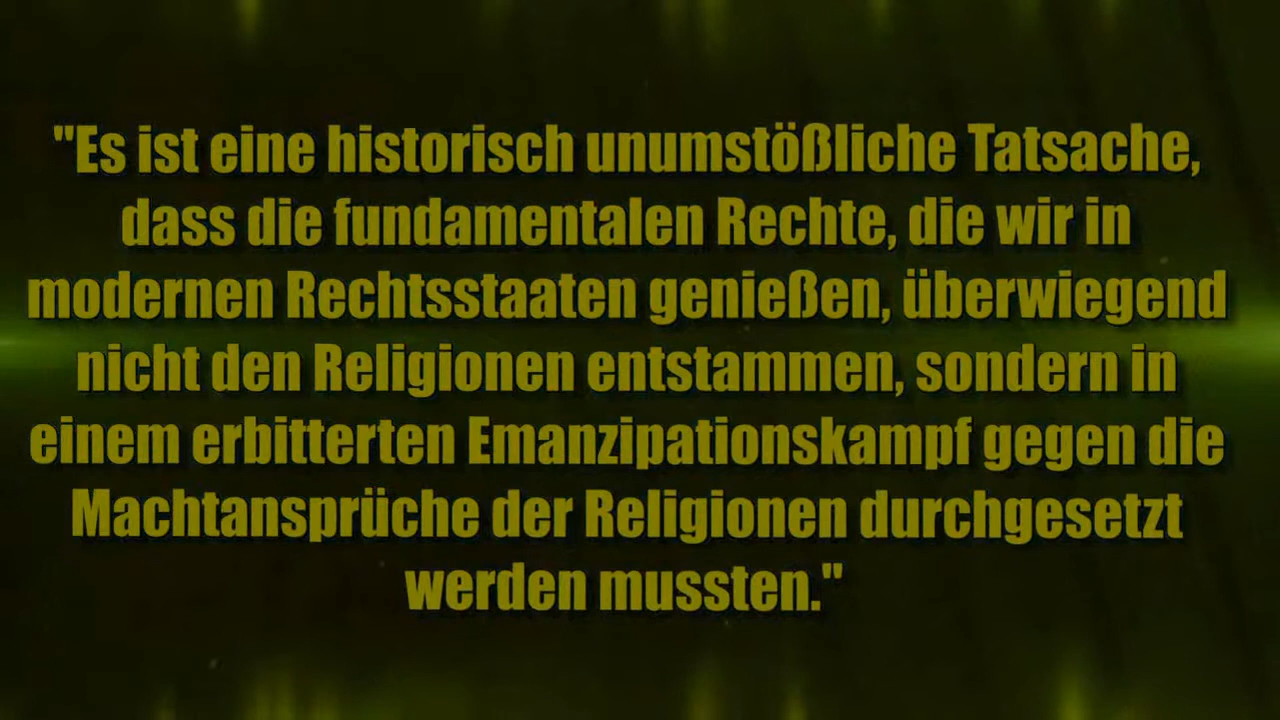 "Es ist eine historisch unumstößliche Tatsache,
dass die fundamentalen Rechte, die wir in
modernen Rechtsstaaten genießen, überwiegend
nicht den Religionen entstammen, sondern in
einem erbitterten Emanzipationskampf gegen die
Machtansprüche der Religionen durchgesetzt
werden mussten."